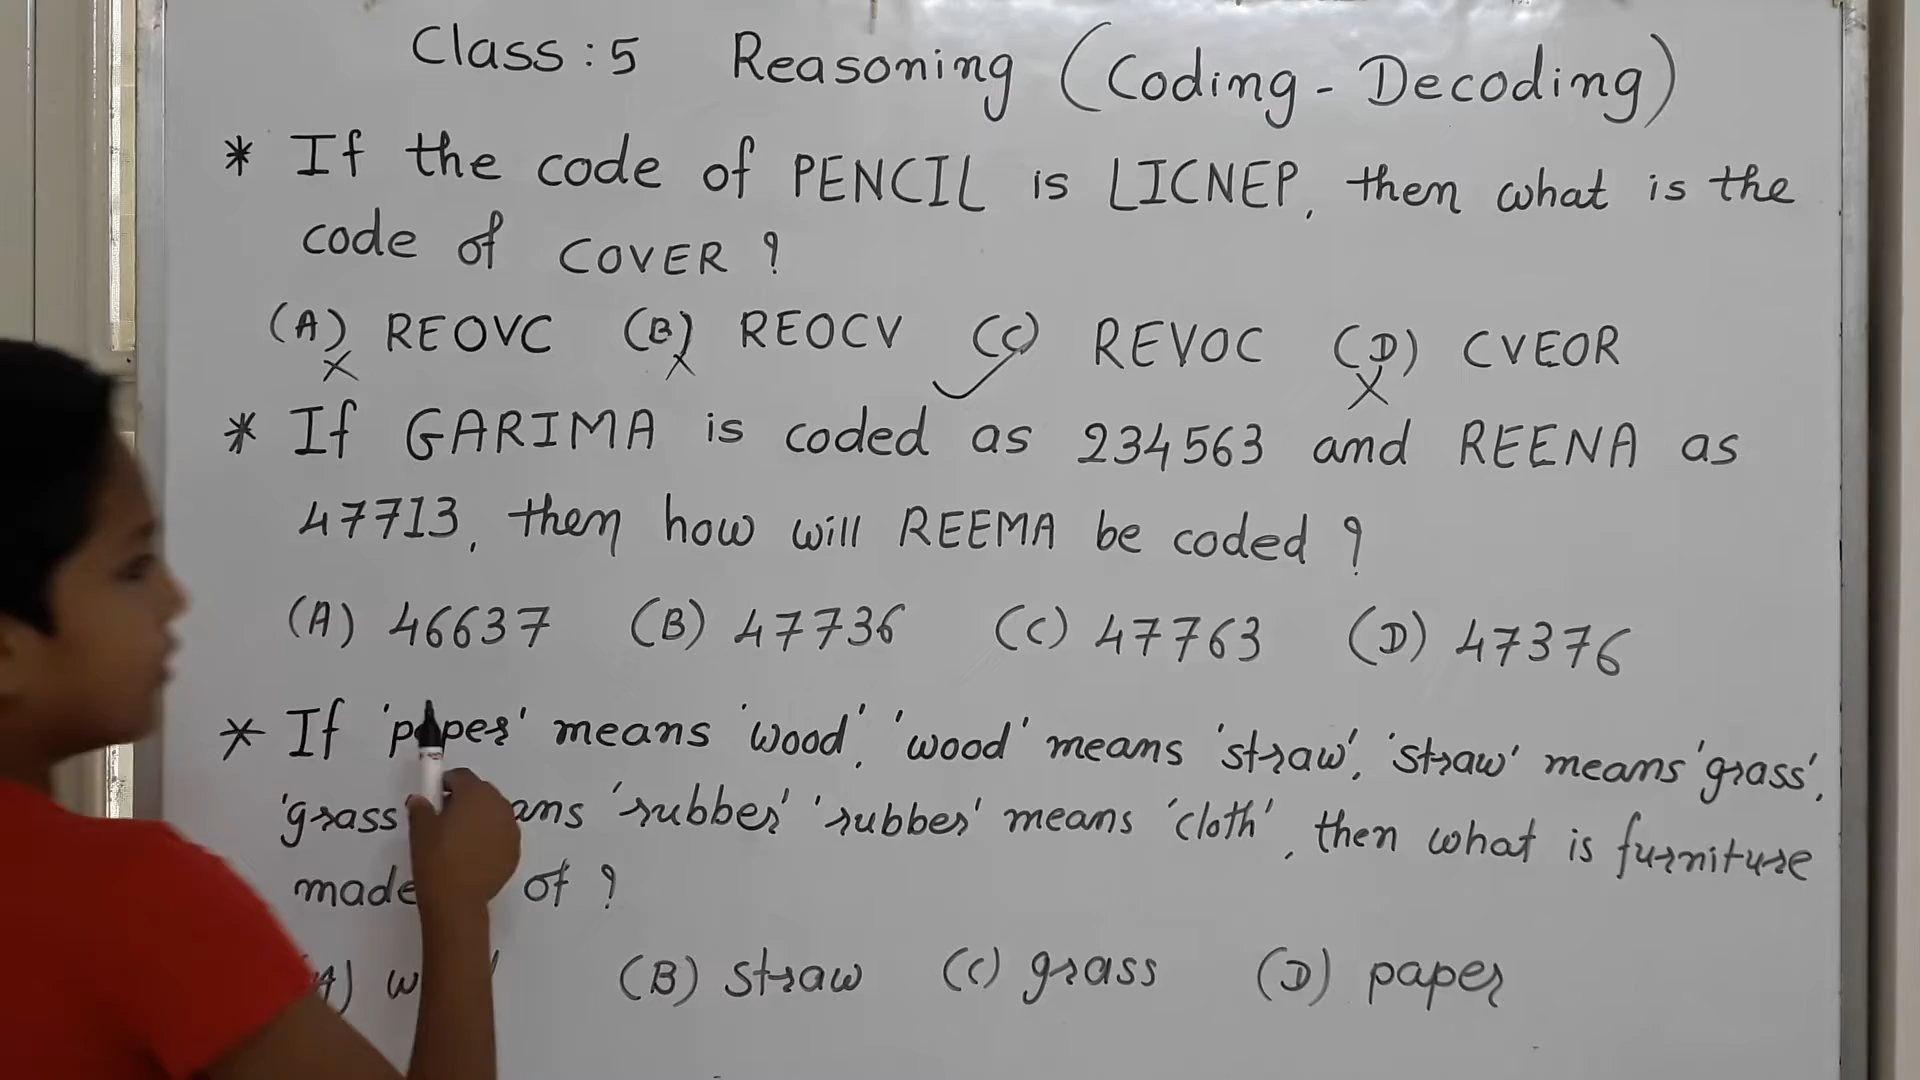 Class : 5 Reasoning (Coding - Decoding)
* If the code of PENCIL is LICNEP, then what is the
code of COVER ?
(A) REOVC (B) REOCV (C) REVOC (D) CVEOR
* If GARIMA is coded as 234563 and REENA as
47713, then how will REEMA be coded ?
(A) 46637 (B) 47736 (C) 47763 (D) 47376
* If 'paper' means 'wood', 'wood' means 'straw', 'straw' means 'grass',
'grass' means 'rubber' 'rubber' means 'cloth', then what is furniture
made of ?
(A) (B) straw (C) grass (D) paper